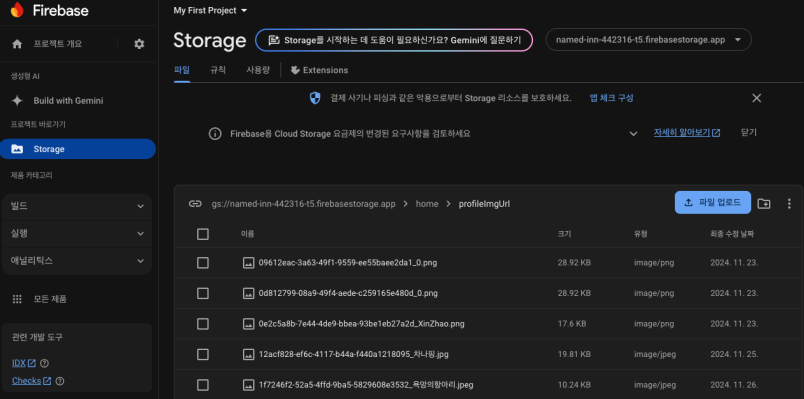 Firebase
프로젝트 개요
생성형 AI
Build with Gemini
프로젝트 바로가기
Storage
제품 카테고리
빌드
실행
애널리틱스
모든 제품
관련 개발 도구
IDX
Checks
My First Project
Storage
Storage를 시작하는 데 도움이 필요하신가요? Gemini에 질문하기
named-inn-442316-t5.firebasestorage.app
파일 규칙 사용량 Extensions
결제 사기나 피싱과 같은 악용으로부터 Storage 리소스를 보호하세요. 앱 체크 구성
Firebase용 Cloud Storage 요금제의 변경된 요구사항을 검토하세요 자세히 알아보기 닫기
gs://named-inn-442316-t5.firebasestorage.app > home > profileImgUrl 파일 업로드
이름 크기 유형 최종 수정 날짜
09612eac-3a63-49f1-9559-ee55baee2da1_0.png 28.92 KB image/png 2024. 11. 23.
0d812799-08a9-49f4-aede-c259165e480d_0.png 28.92 KB image/png 2024. 11. 23.
0e2c5a8b-7e44-4de9-bbea-93be1eb27a2d_XinZhao.png 17.6 KB image/png 2024. 11. 23.
12acf828-ef6c-4117-b44a-f440a1218095_차나핑.jpg 19.81 KB image/jpeg 2024. 11. 25.
1f7246f2-52a5-4ffd-9ba5-5829608e3532_욕망의항아리.jpeg 10.24 KB image/jpeg 2024. 11. 26.